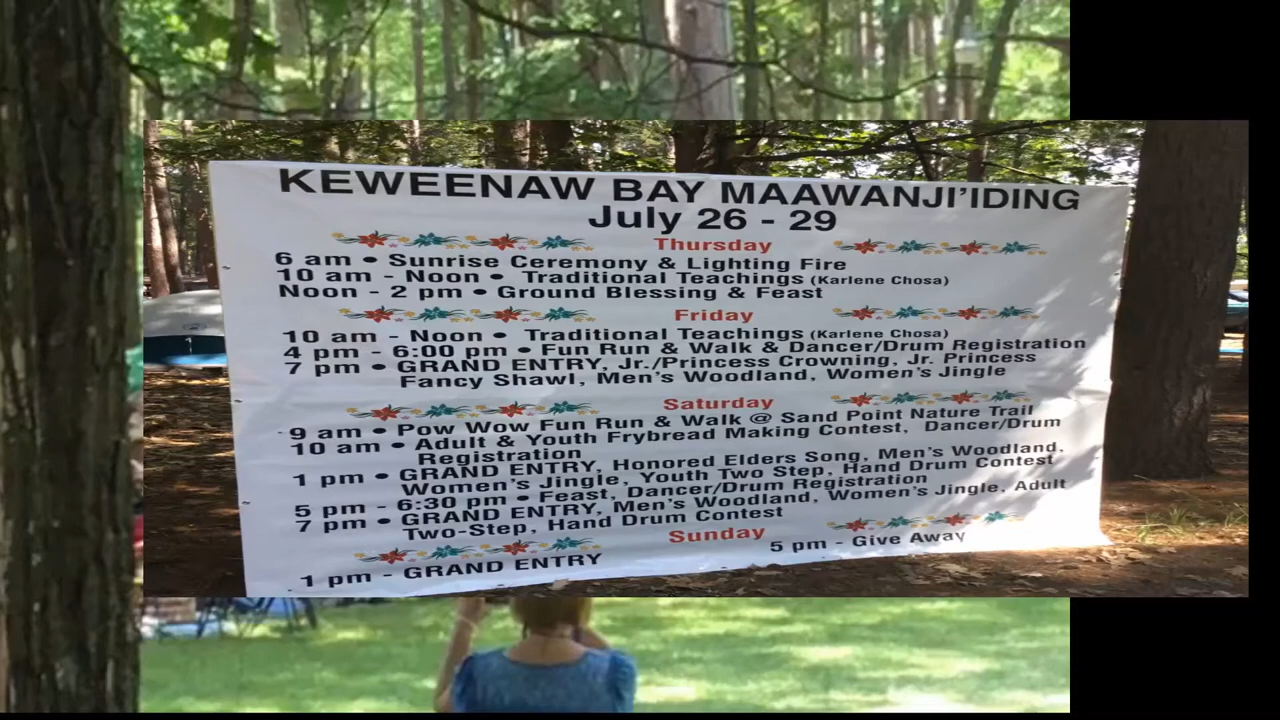 KEWEENAW BAY MAAWANJI'IDING
July 26 - 29
Thursday
6 am • Sunrise Ceremony & Lighting Fire
10 am - Noon • Traditional Teachings (Karlene Chosa)
Noon - 2 pm • Ground Blessing & Feast
Friday
10 am - Noon • Traditional Teachings (Karlene Chosa)
4 pm - 6:00 pm • Fun Run & Walk & Dancer/Drum Registration
7 pm • GRAND ENTRY, Jr./Princess Crowning, Jr. Princess
Fancy Shawl, Men's Woodland, Women's Jingle
Saturday
9 am • Pow Wow Fun Run & Walk @ Sand Point Nature Trail
10 am • Adult & Youth Frybread Making Contest, Dancer/Drum
Registration
1 pm • GRAND ENTRY, Honored Elders Song, Men's Woodland,
Women's Jingle, Youth Two Step, Hand Drum Contest
5 pm - 6:30 pm • Feast, Dancer/Drum Registration
7 pm • GRAND ENTRY, Men's Woodland, Women's Jingle, Adult
Two-Step, Hand Drum Contest
Sunday
1 pm - GRAND ENTRY 5 pm - Give Away